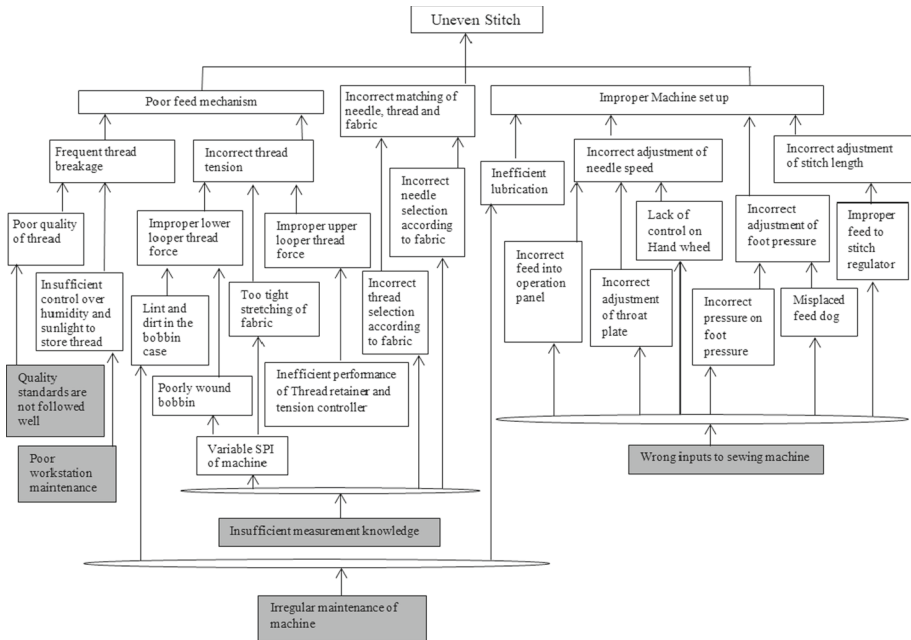 Uneven Stitch
Poor feed mechanism
Incorrect matching of
needle, thread and
fabric
Improper Machine set up
Frequent thread
breakage
Incorrect thread
tension
Inefficient
lubrication
Incorrect adjustment of
needle speed
Incorrect adjustment
of stitch length
Poor quality
of thread
Improper lower
looper thread
force
Improper upper
looper thread
force
Incorrect
needle
selection
according
to fabric
Lack of
control on
Hand wheel
Incorrect
adjustment of
foot pressure
Improper
feed to
stitch
regulator
Insufficient
control over
humidity and
sunlight to
store thread
Lint and
dirt in the
bobbin
case
Too tight
stretching of
fabric
Incorrect
thread
selection
according
to fabric
Incorrect
feed into
operation
panel
Incorrect
adjustment
of throat
plate
Incorrect
pressure on
foot
pressure
Misplaced
feed dog
Quality
standards are
not followed
well
Poorly wound
bobbin
Inefficient performance
of Thread retainer and
tension controller
Poor
workstation
maintenance
Variable SPI
of machine
Wrong inputs to sewing machine
Insufficient measurement knowledge
Irregular maintenance of
machine